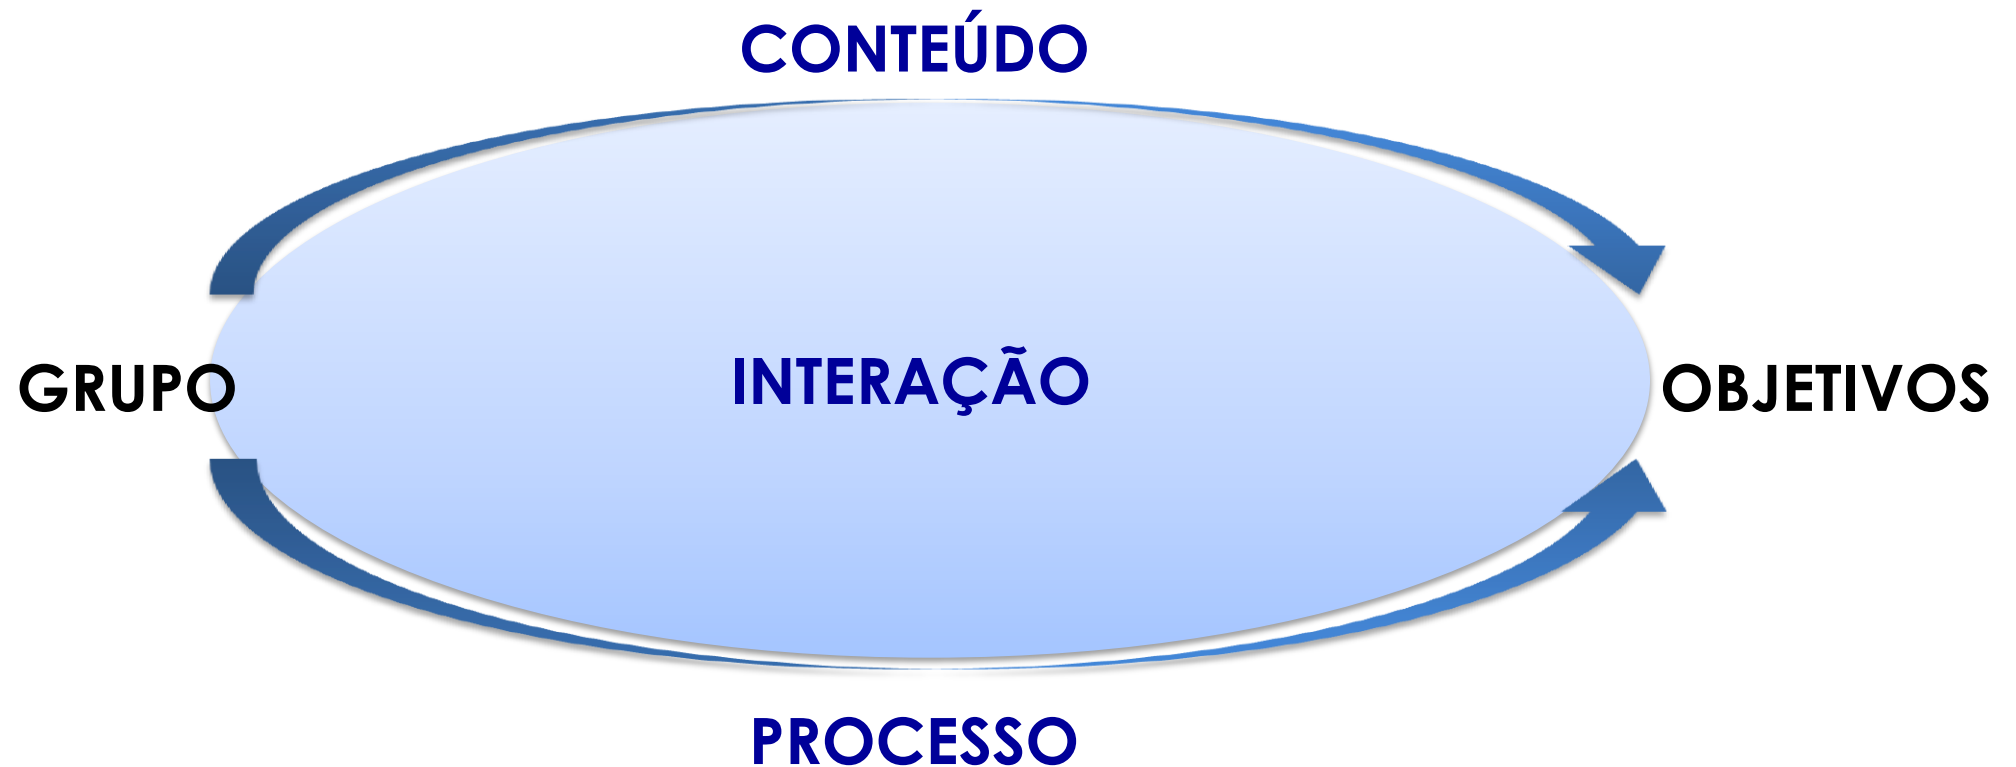 CONTEÚDO
GRUPO
INTERAÇÃO
OBJETIVOS
PROCESSO